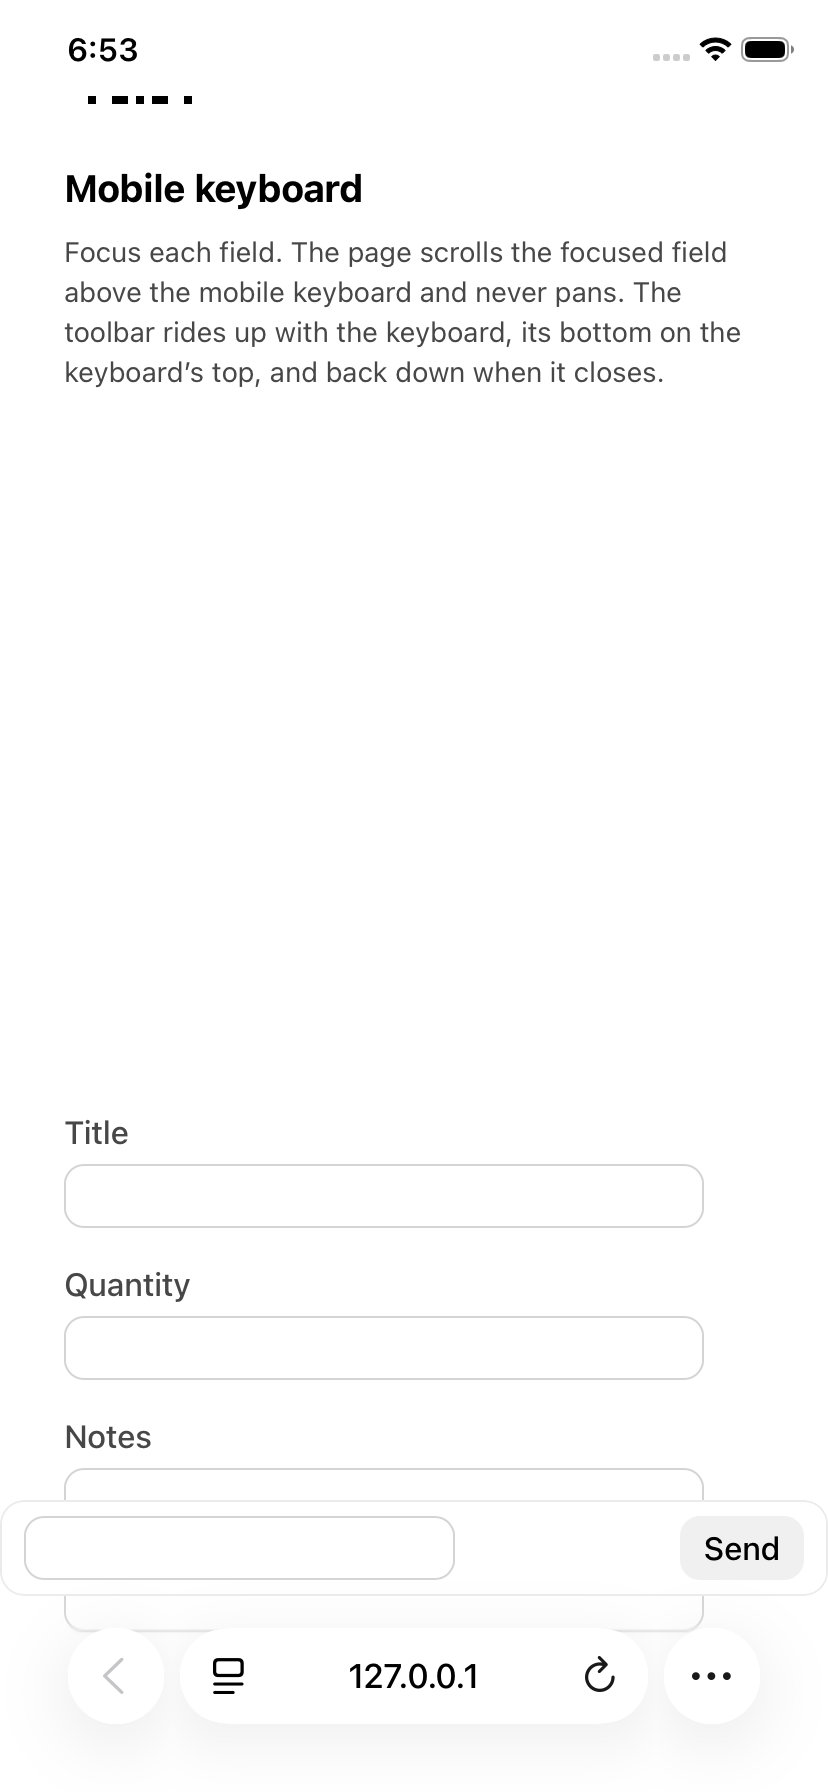 6:53
Mobile keyboard
Focus each field. The page scrolls the focused field
above the mobile keyboard and never pans. The
toolbar rides up with the keyboard, its bottom on the
keyboard’s top, and back down when it closes.
Title
Quantity
Notes
Send
127.0.0.1